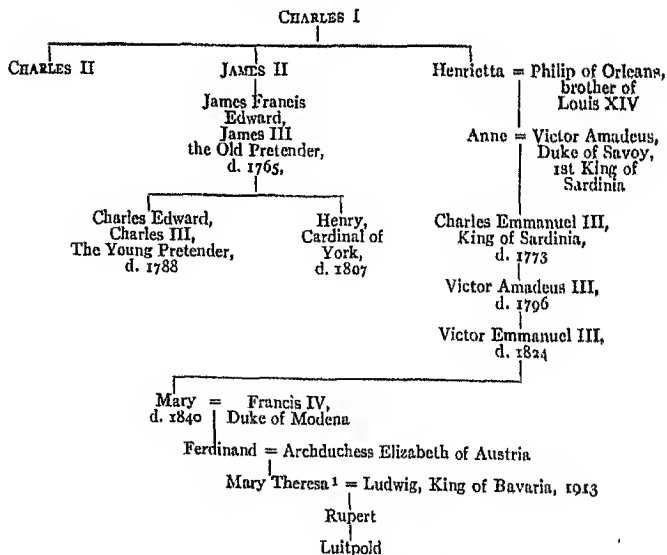 CHARLES I
CHARLES II
JAMES II
Henrietta = Philip of Orleans,
brother of
Louis XIV
James Francis
Edward,
James III
the Old Pretender,
d. 1765,
Anne = Victor Amadeus,
Duke of Savoy,
1st King of
Sardinia
Charles Edward,
Charles III,
The Young Pretender,
d. 1788
Henry,
Cardinal of
York,
d. 1807
Charles Emmanuel III,
King of Sardinia,
d. 1773
Victor Amadeus III,
d. 1796
Victor Emmanuel III,
d. 1824
Mary = Francis IV,
d. 1840 Duke of Modena
Ferdinand = Archduchess Elizabeth of Austria
Mary Theresa¹ = Ludwig, King of Bavaria, 1913
Rupert
Luitpold